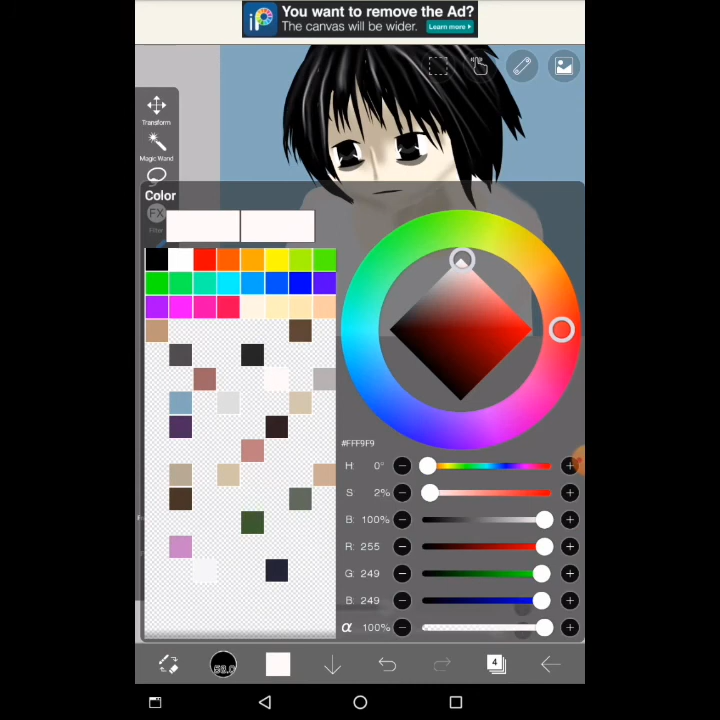 You want to remove the Ad?
The canvas will be wider.
Learn more
Transform
Magic Wand
Color
FX
Filter
#FFF9F9
H: 0°
S: 2%
B: 100%
R: 255
G: 249
B: 249
α 100%
4